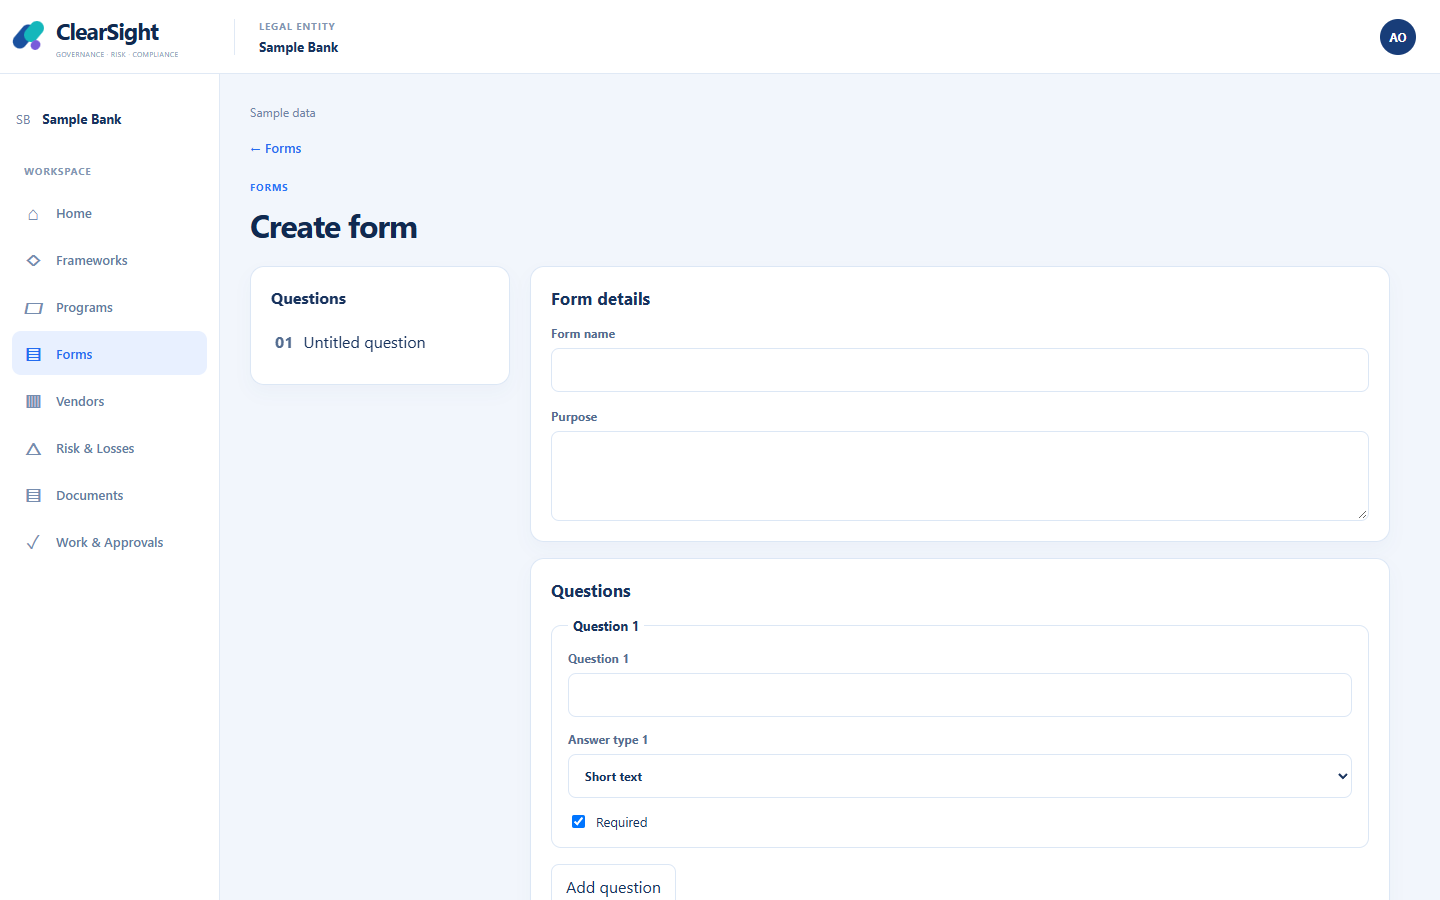 ClearSight
GOVERNANCE · RISK · COMPLIANCE
LEGAL ENTITY
Sample Bank
AO
SB Sample Bank
WORKSPACE
Home
Frameworks
Programs
Forms
Vendors
Risk & Losses
Documents
Work & Approvals
Sample data
← Forms
FORMS
Create form
Questions
01 Untitled question
Form details
Form name
Purpose
Questions
Question 1
Question 1
Answer type 1
Short text
Required
Add question